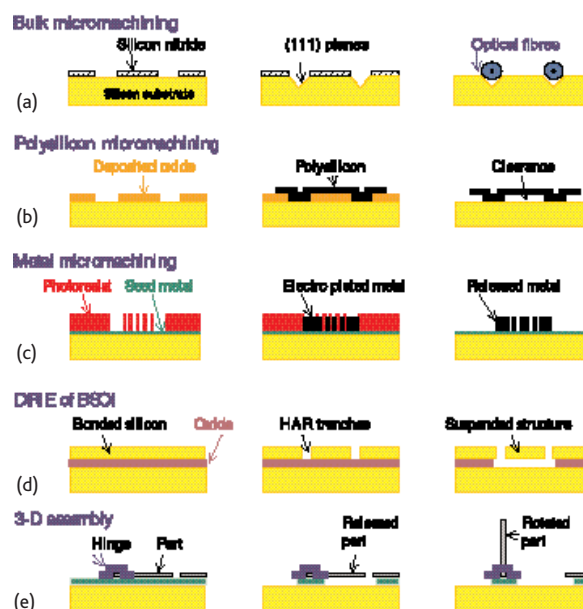 Bulk micromachining
Silicon nitride
(111) planes
Optical fibres
Silicon substrate
(a)
Polysilicon micromachining
Deposited oxide
Polysilicon
Clearance
(b)
Metal micromachining
Photoresist
Seed metal
Electro plated metal
Released metal
(c)
DRIE of BSOI
Bonded silicon
Oxide
HAR trenches
Suspended structure
(d)
3-D assembly
Hinge
Part
Released part
Rotated part
(e)